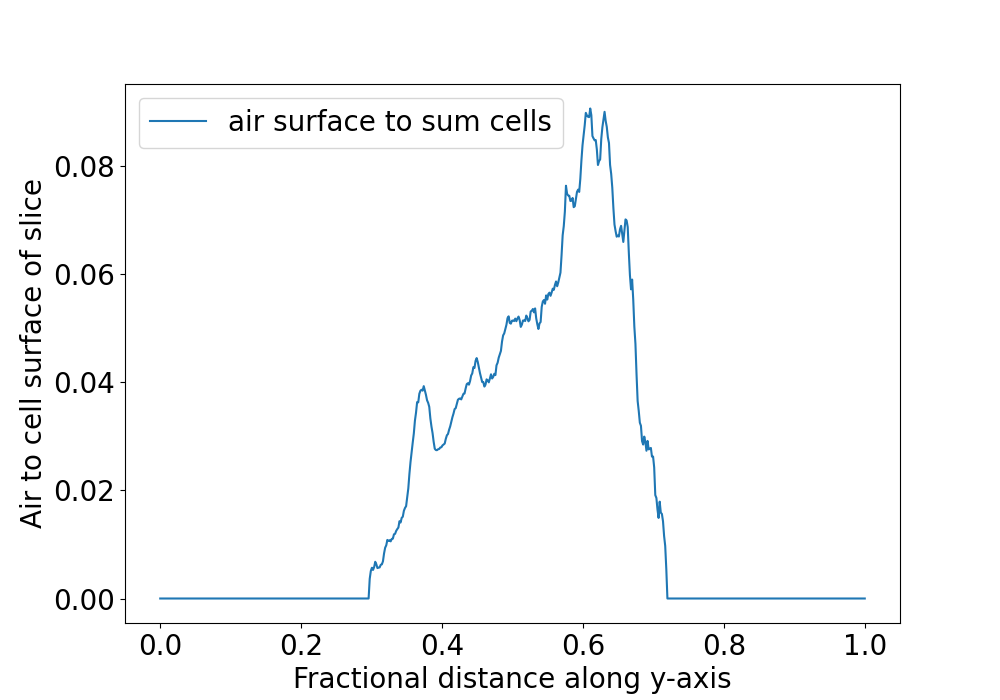 air surface to sum cells
Air to cell surface of slice
0.08
0.06
0.04
0.02
0.00
0.0 0.2 0.4 0.6 0.8 1.0
Fractional distance along y-axis